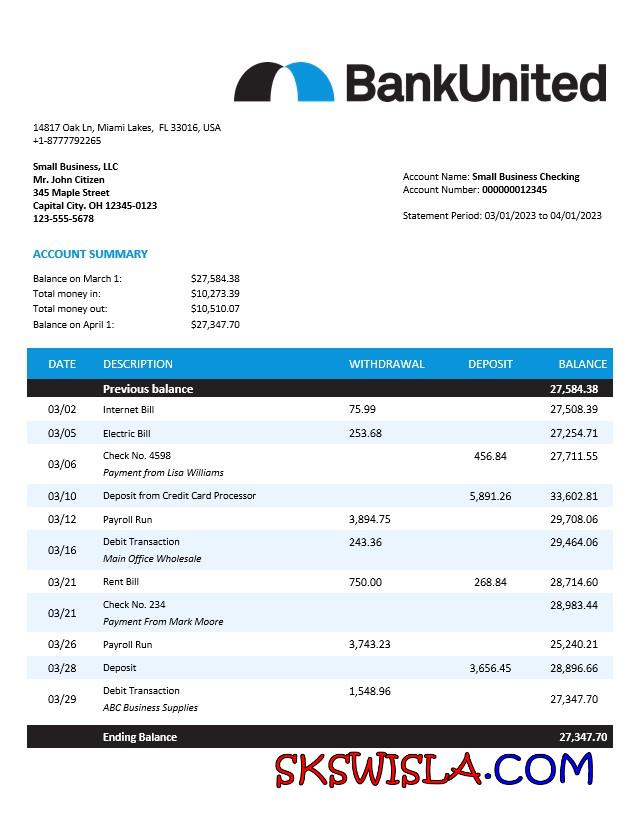 BankUnited
14817 Oak Ln, Miami Lakes, FL 33016, USA
+1-8777792265
Small Business, LLC
Mr. John Citizen
345 Maple Street
Capital City. OH 12345-0123
123-555-5678
Account Name: Small Business Checking
Account Number: 000000012345
Statement Period: 03/01/2023 to 04/01/2023
ACCOUNT SUMMARY
Balance on March 1: $27,584.38
Total money in: $10,273.39
Total money out: $10,510.07
Balance on April 1: $27,347.70
DATE DESCRIPTION WITHDRAWAL DEPOSIT BALANCE
Previous balance 27,584.38
03/02 Internet Bill 75.99 27,508.39
03/05 Electric Bill 253.68 27,254.71
03/06 Check No. 4598 456.84 27,711.55
Payment from Lisa Williams
03/10 Deposit from Credit Card Processor 5,891.26 33,602.81
03/12 Payroll Run 3,894.75 29,708.06
03/16 Debit Transaction 243.36 29,464.06
Main Office Wholesale
03/21 Rent Bill 750.00 268.84 28,714.60
03/21 Check No. 234 28,983.44
Payment From Mark Moore
03/26 Payroll Run 3,743.23 25,240.21
03/28 Deposit 3,656.45 28,896.66
03/29 Debit Transaction 1,548.96 27,347.70
ABC Business Supplies
Ending Balance 27,347.70
SKSWISLA.COM